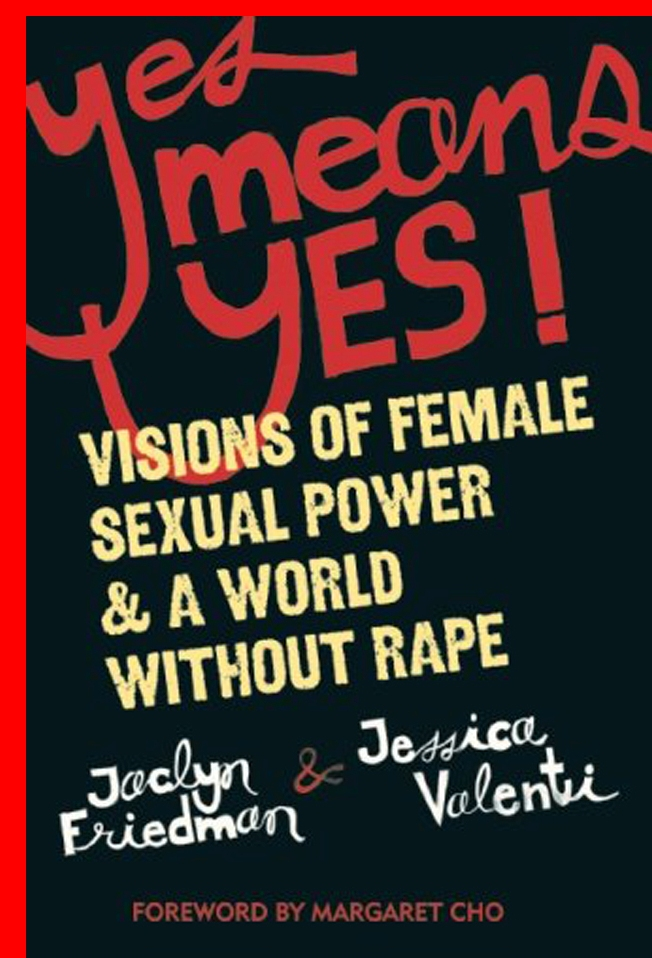 yes
means
YES!
VISIONS OF FEMALE
SEXUAL POWER
& A WORLD
WITHOUT RAPE
Jaclyn
Friedman
&
Jessica
Valenti
FOREWORD BY MARGARET CHO